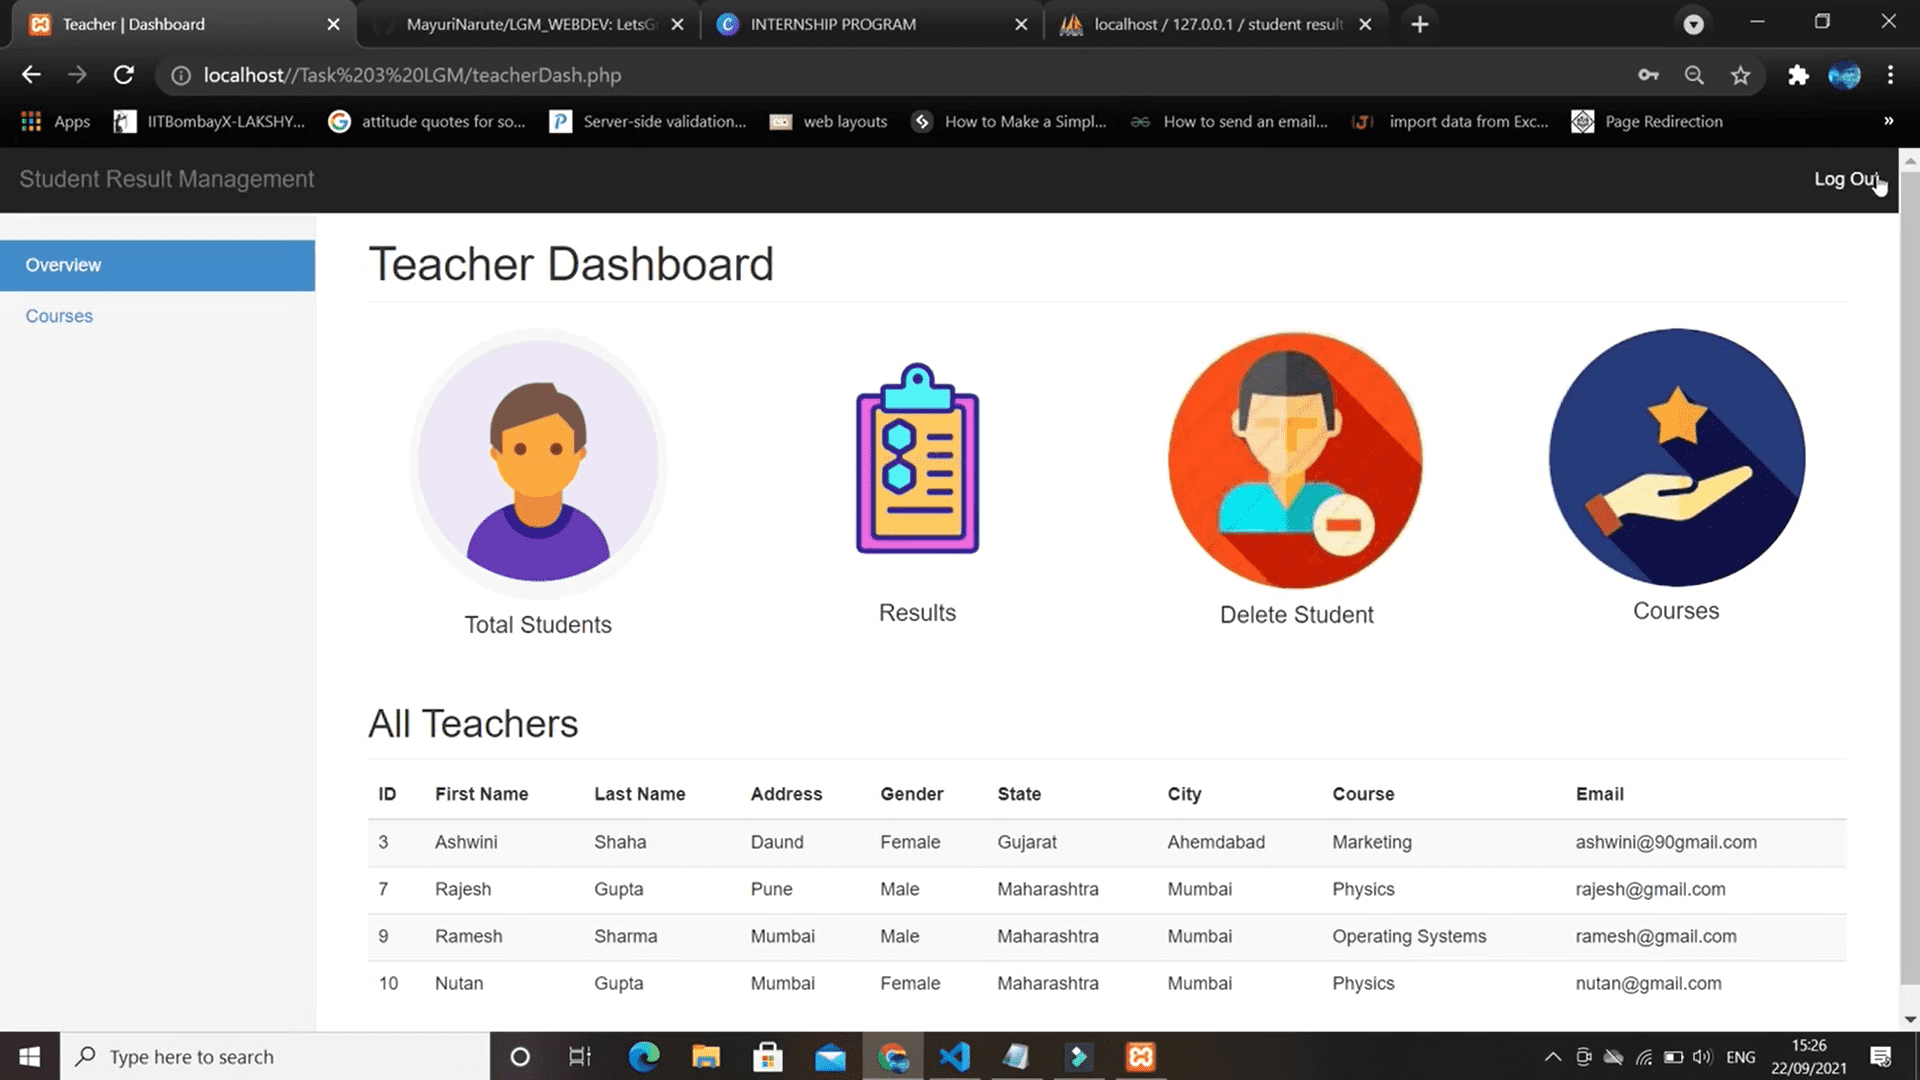 Teacher | Dashboard
MayuriNarute/LGM_WEBDEV: LetsGr
INTERNSHIP PROGRAM
localhost / 127.0.0.1 / student result
localhost//Task%203%20LGM/teacherDash.php
Apps
IITBombayX-LAKSHY...
attitude quotes for so...
Server-side validation...
web layouts
How to Make a Simpl...
How to send an email...
import data from Exc...
Page Redirection
»
Student Result Management
Log Out
Overview
Courses
Teacher Dashboard
Total Students
Results
Delete Student
Courses
All Teachers
ID First Name Last Name Address Gender State City Course Email
3 Ashwini Shaha Daund Female Gujarat Ahemdabad Marketing ashwini@90gmail.com
7 Rajesh Gupta Pune Male Maharashtra Mumbai Physics rajesh@gmail.com
9 Ramesh Sharma Mumbai Male Maharashtra Mumbai Operating Systems ramesh@gmail.com
10 Nutan Gupta Mumbai Female Maharashtra Mumbai Physics nutan@gmail.com
Type here to search
ENG
15:26
22/09/2021